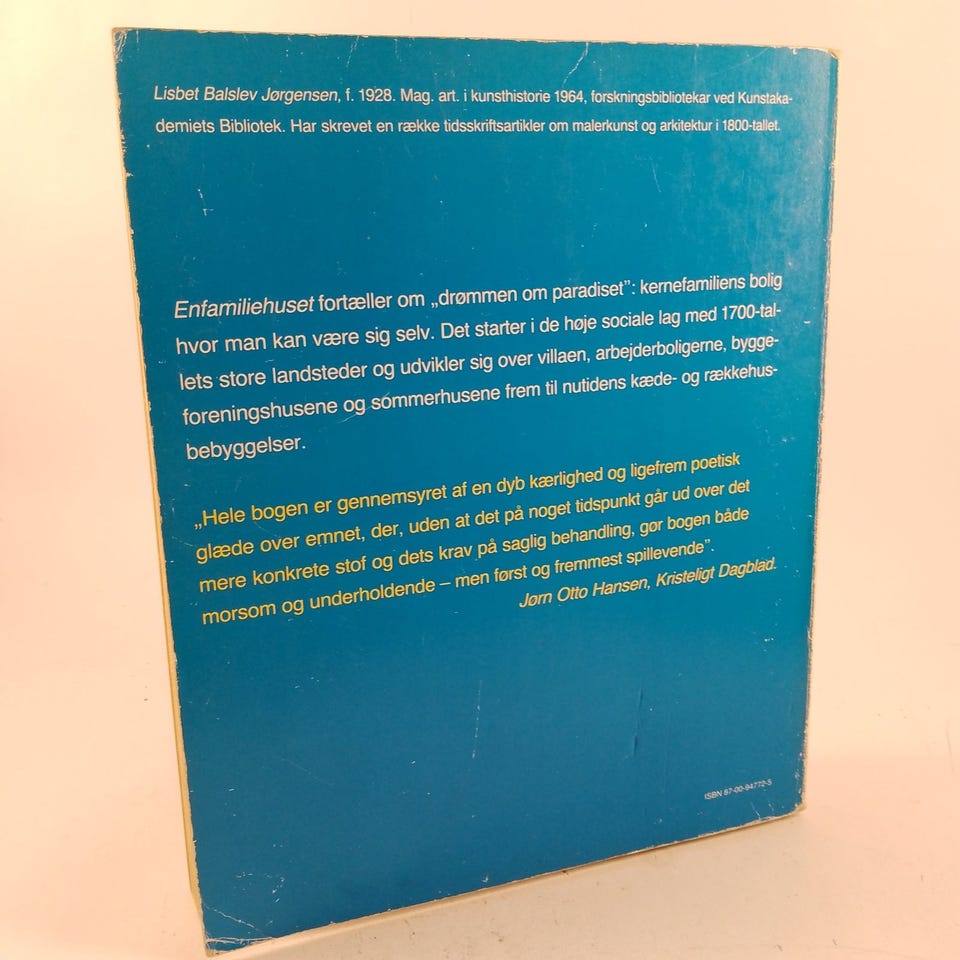 Lisbet Balslev Jørgensen, f. 1928. Mag. art. i kunsthistorie 1964, forskningsbibliotekar ved Kunstaka-
demiets Bibliotek. Har skrevet en række tidsskriftsartikler om malerkunst og arkitektur i 1800-tallet.
Enfamiliehuset fortæller om „drømmen om paradiset”: kernefamiliens bolig
hvor man kan være sig selv. Det starter i de høje sociale lag med 1700-tal-
lets store landsteder og udvikler sig over villaen, arbejderboligerne, bygge-
foreningshusene og sommerhusene frem til nutidens kæde- og rækkehus-
bebyggelser.
„Hele bogen er gennemsyret af en dyb kærlighed og ligefrem poetisk
glæde over emnet, der, uden at det på noget tidspunkt går ud over det
mere konkrete stof og dets krav på saglig behandling, gør bogen både
morsom og underholdende – men først og fremmest spillevende”.
Jørn Otto Hansen, Kristeligt Dagblad.
ISBN 87-00-94772-5